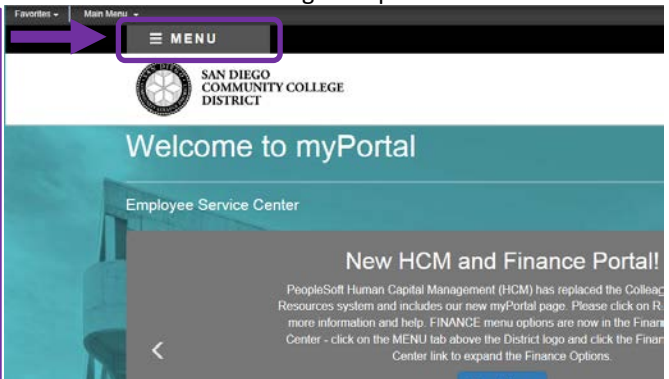 Favorites Main Menu
MENU
SAN DIEGO
COMMUNITY COLLEGE
DISTRICT
Welcome to myPortal
Employee Service Center
New HCM and Finance Portal!
PeopleSoft Human Capital Management (HCM) has replaced the
Resources system and includes our new myPortal page. Please click on
more information and help. FINANCE menu options are now in the
Center - click on the MENU tab above the District logo and click the
Center link to expand the Finance Options.